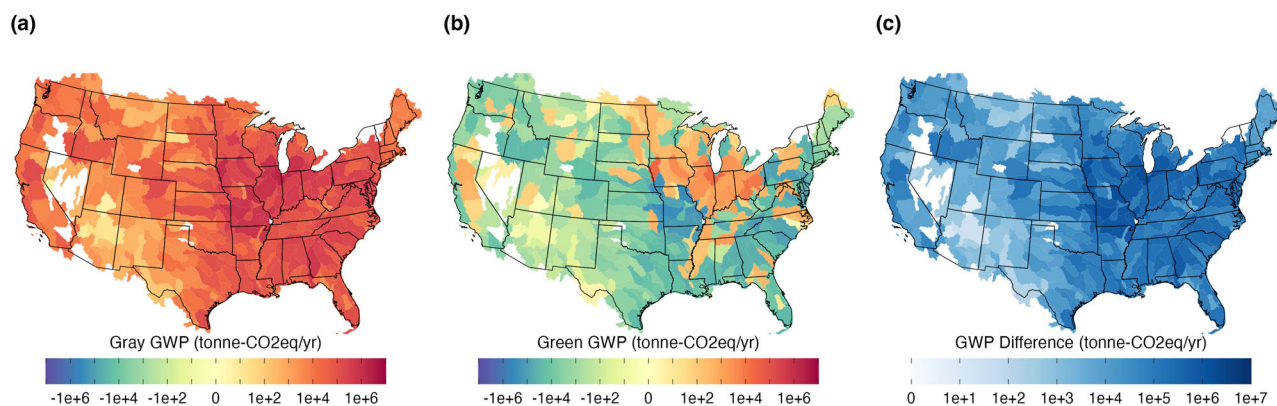 (a)
(b)
(c)
Gray GWP (tonne-CO2eq/yr)
Green GWP (tonne-CO2eq/yr)
GWP Difference (tonne-CO2eq/yr)
-1e+6 -1e+4 -1e+2 0 1e+2 1e+4 1e+6
-1e+6 -1e+4 -1e+2 0 1e+2 1e+4 1e+6
0 1e+1 1e+2 1e+3 1e+4 1e+5 1e+6 1e+7